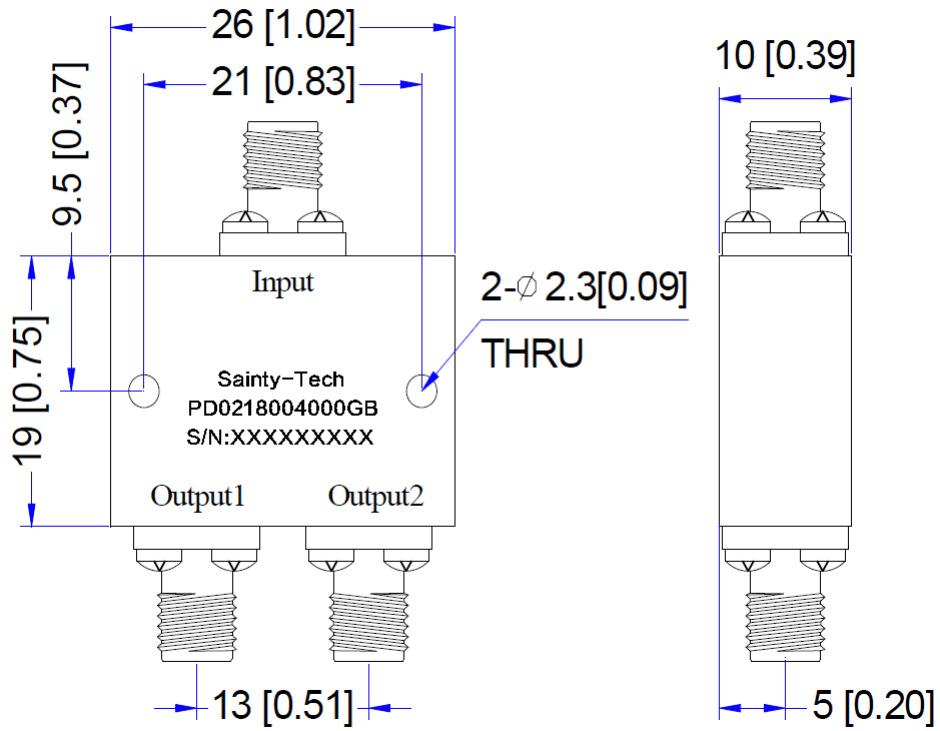 26 [1.02]
21 [0.83]
10 [0.39]
9.5 [0.37]
Input
2-∅ 2.3[0.09]
THRU
19 [0.75]
Sainty-Tech
PD0218004000GB
S/N:XXXXXXXXX
Output1
Output2
13 [0.51]
5 [0.20]